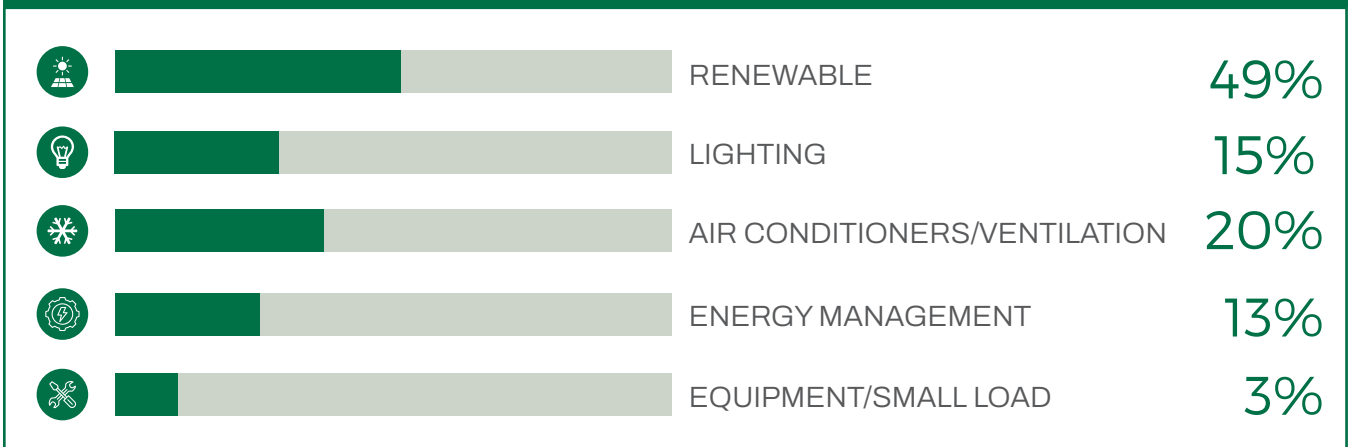 RENEWABLE 49%
LIGHTING 15%
AIR CONDITIONERS/VENTILATION 20%
ENERGY MANAGEMENT 13%
EQUIPMENT/SMALL LOAD 3%